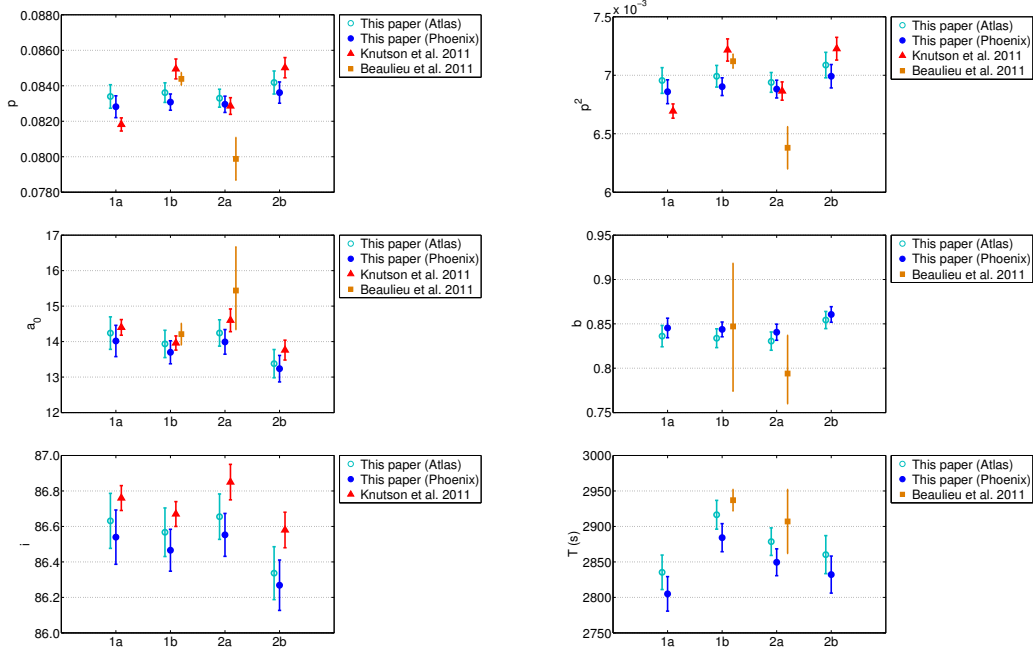 0.0880
0.0860
0.0840
0.0820
0.0800
0.0780
p
1a 1b 2a 2b
This paper (Atlas)
This paper (Phoenix)
Knutson et al. 2011
Beaulieu et al. 2011
x 10⁻³
7.5
7
6.5
6
p²
1a 1b 2a 2b
This paper (Atlas)
This paper (Phoenix)
Knutson et al. 2011
Beaulieu et al. 2011
17
16
15
14
13
12
a₀
1a 1b 2a 2b
This paper (Atlas)
This paper (Phoenix)
Knutson et al. 2011
Beaulieu et al. 2011
0.95
0.9
0.85
0.8
0.75
b
1a 1b 2a 2b
This paper (Atlas)
This paper (Phoenix)
Beaulieu et al. 2011
87.0
86.8
86.6
86.4
86.2
86.0
i
1a 1b 2a 2b
This paper (Atlas)
This paper (Phoenix)
Knutson et al. 2011
3000
2950
2900
2850
2800
2750
T (s)
1a 1b 2a 2b
This paper (Atlas)
This paper (Phoenix)
Beaulieu et al. 2011